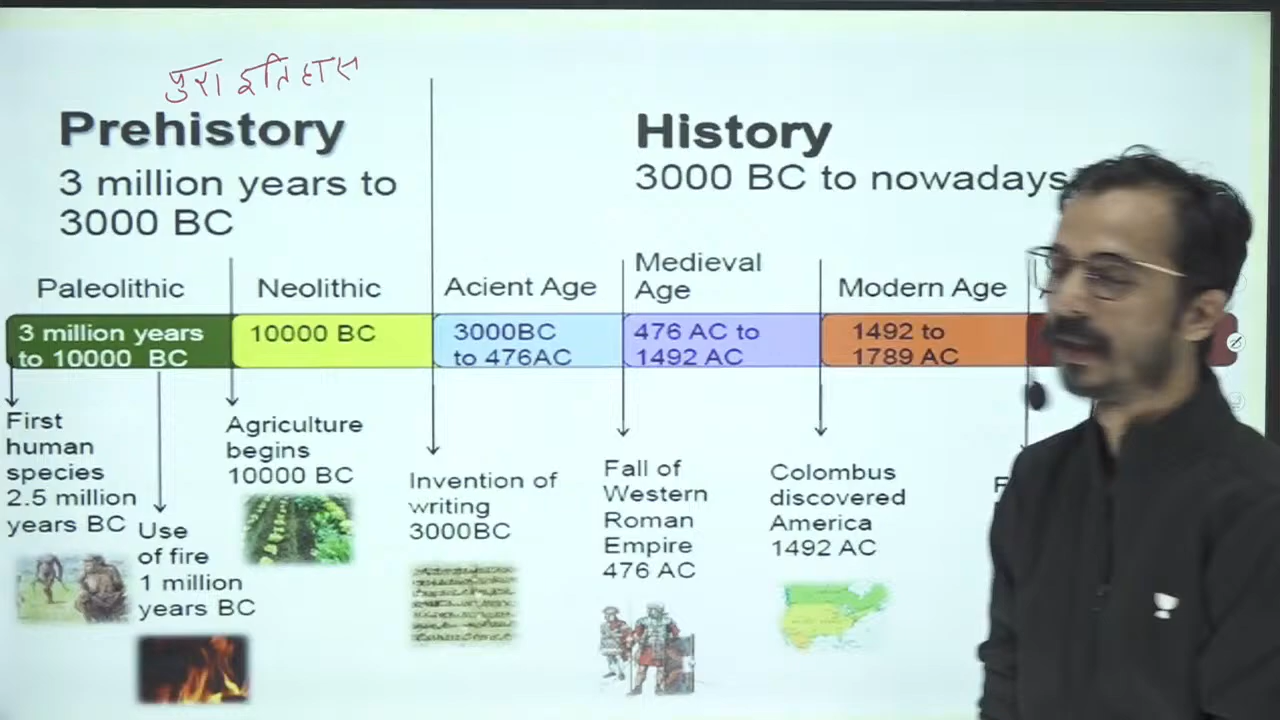 पुरा इतिहास
Prehistory
3 million years to
3000 BC
History
3000 BC to nowadays
Paleolithic
Neolithic
Acient Age
Medieval
Age
Modern Age
3 million years
to 10000 BC
10000 BC
3000BC
to 476AC
476 AC to
1492 AC
1492 to
1789 AC
First
human
species
2.5 million
years BC
Use
of fire
1 million
years BC
Agriculture
begins
10000 BC
Invention of
writing
3000BC
Fall of
Western
Roman
Empire
476 AC
Colombus
discovered
America
1492 AC